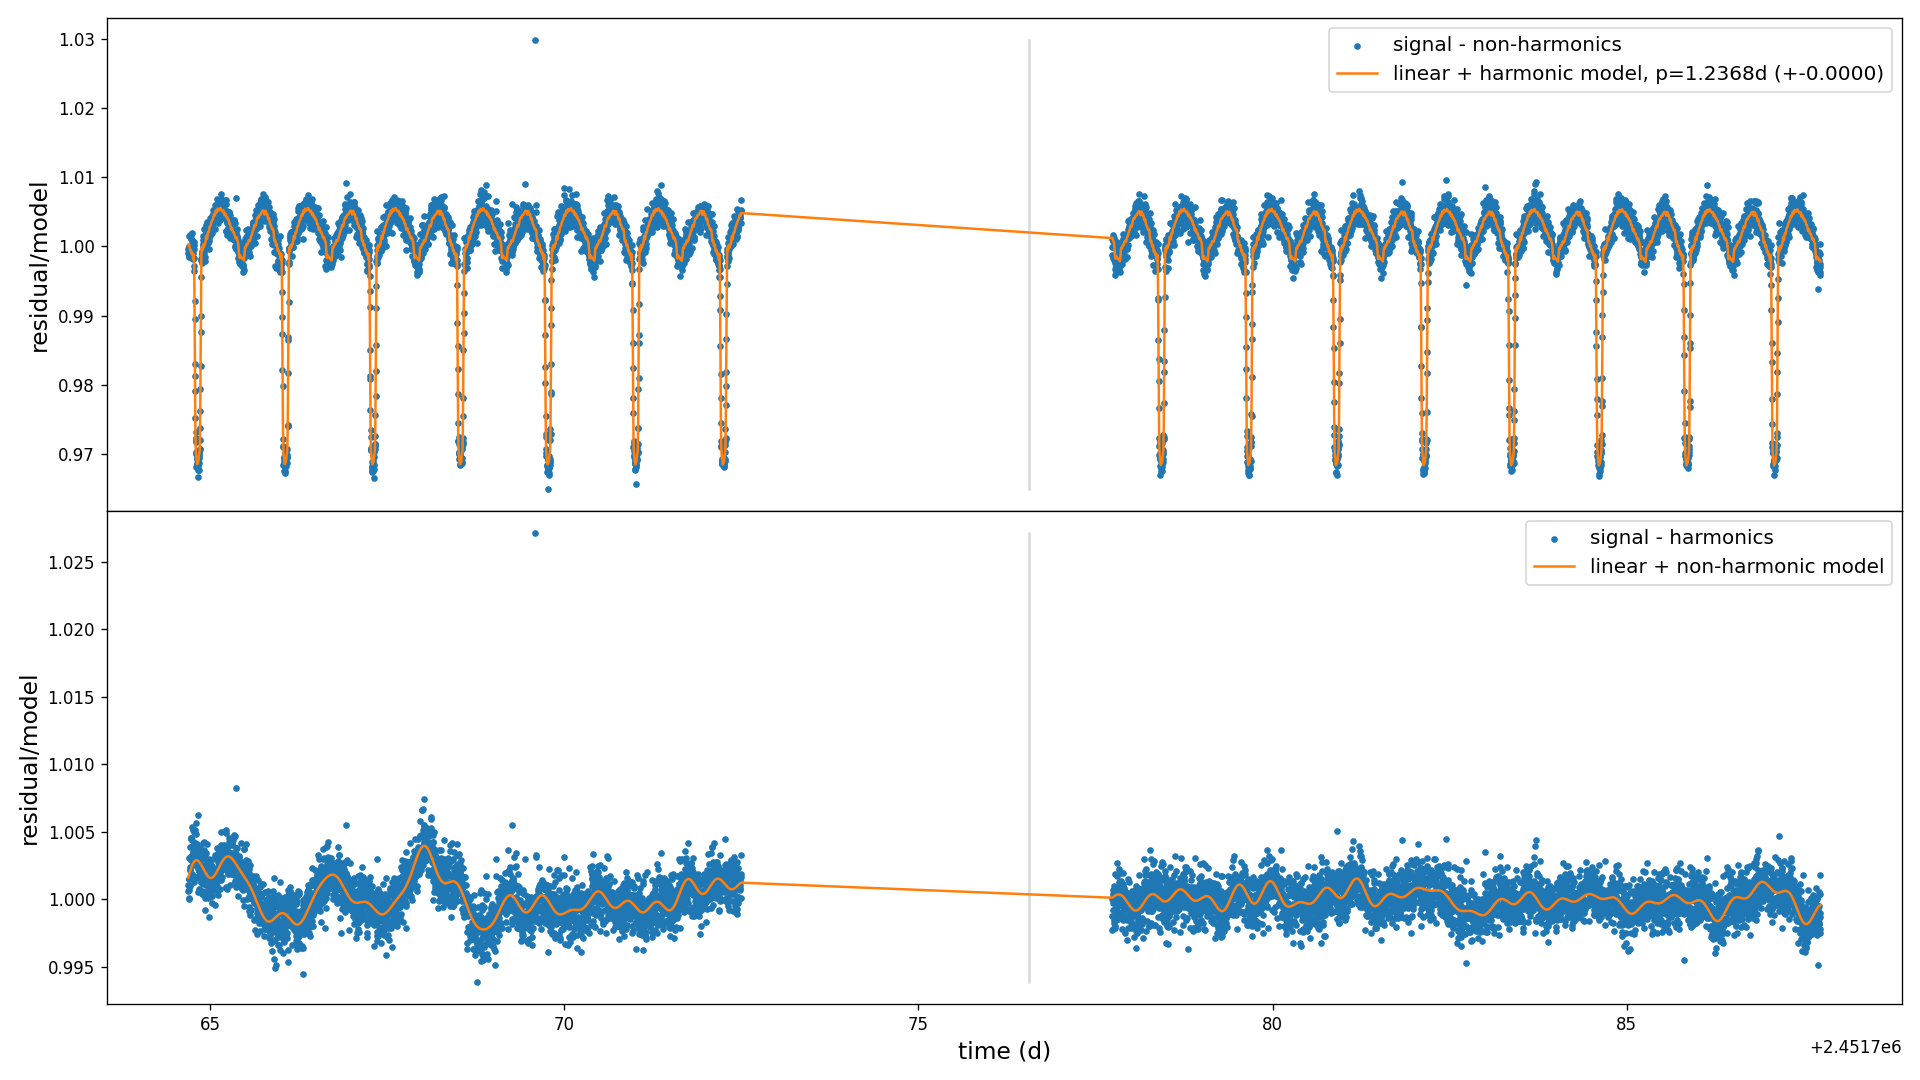 1.03
1.02
1.01
1.00
0.99
0.98
0.97
residual/model
signal - non-harmonics
linear + harmonic model, p=1.2368d (+-0.0000)
1.025
1.020
1.015
1.010
1.005
1.000
0.995
residual/model
signal - harmonics
linear + non-harmonic model
65
70
75
80
85
time (d)
+2.4517e6